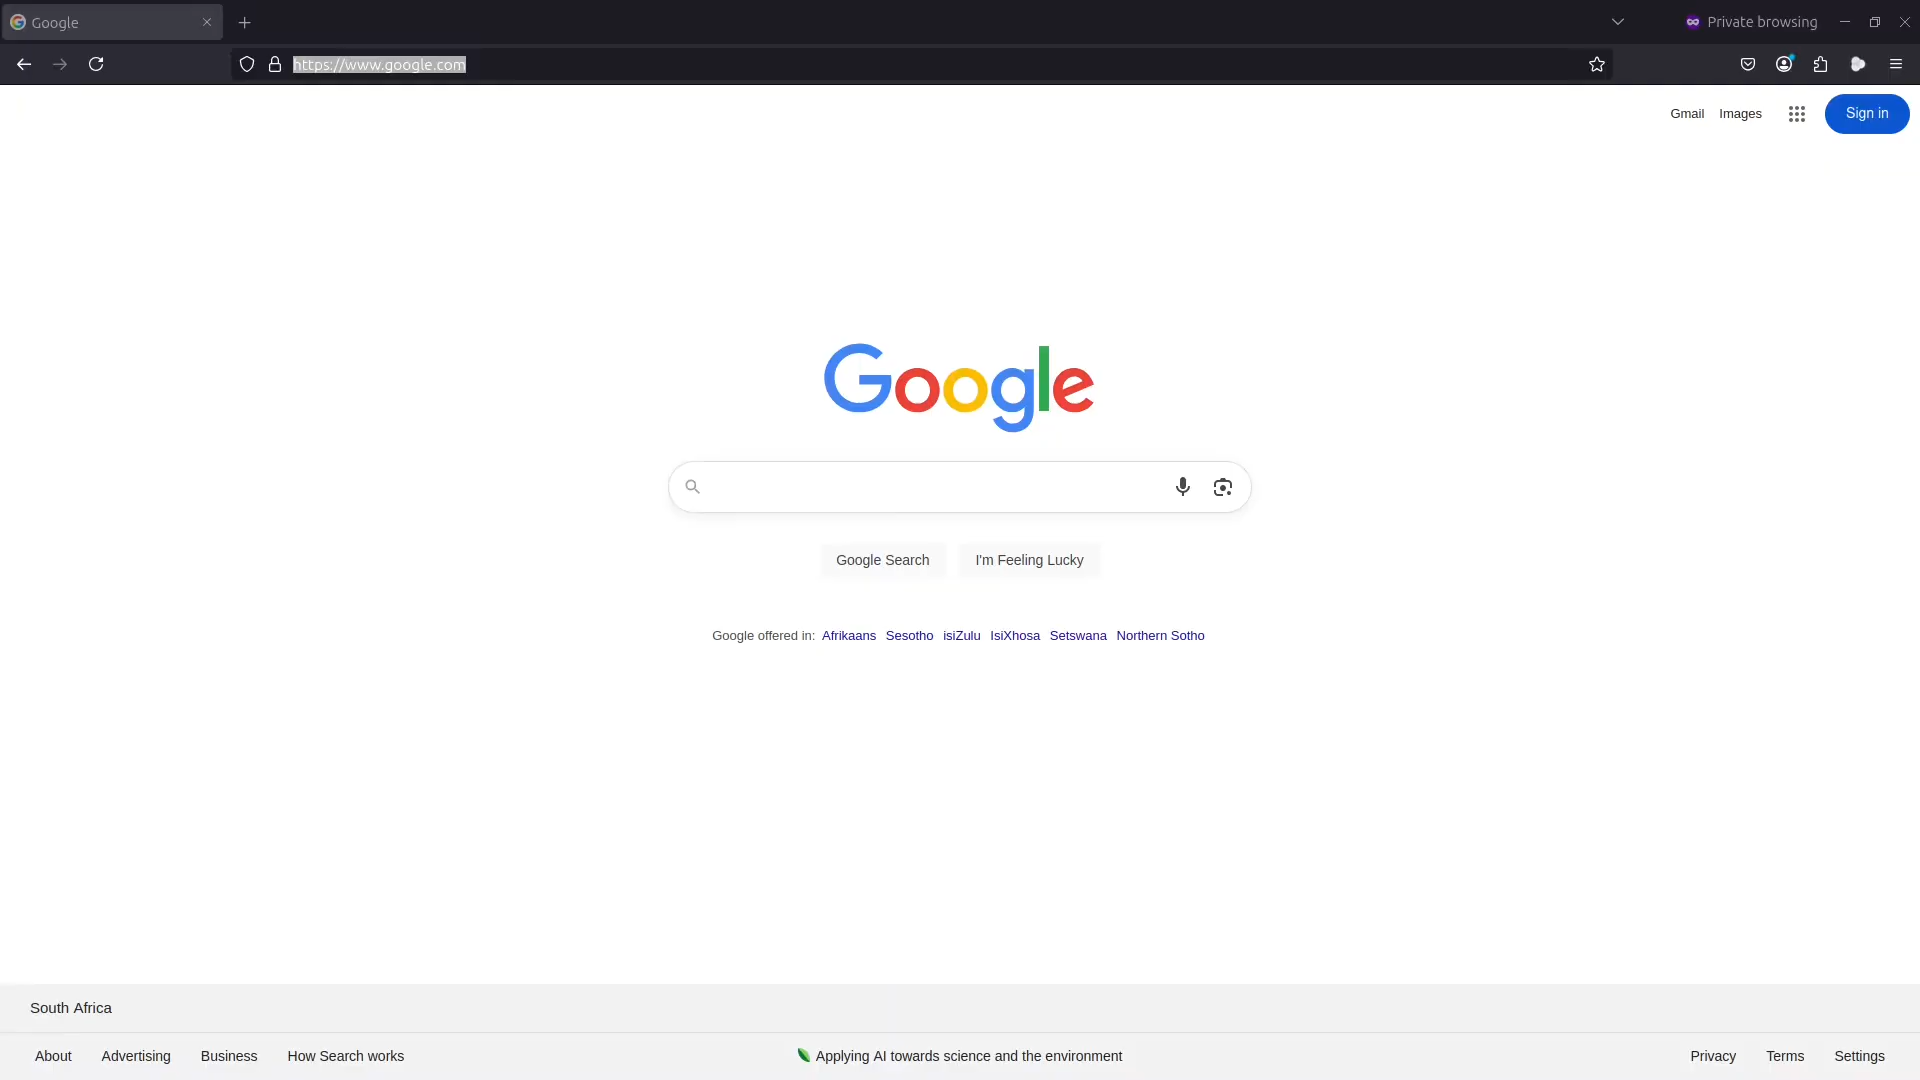 Google
Private browsing
https://www.google.com
Gmail Images Sign in
Google
Google Search I'm Feeling Lucky
Google offered in: Afrikaans Sesotho isiZulu IsiXhosa Setswana Northern Sotho
South Africa
About Advertising Business How Search works Applying AI towards science and the environment Privacy Terms Settings